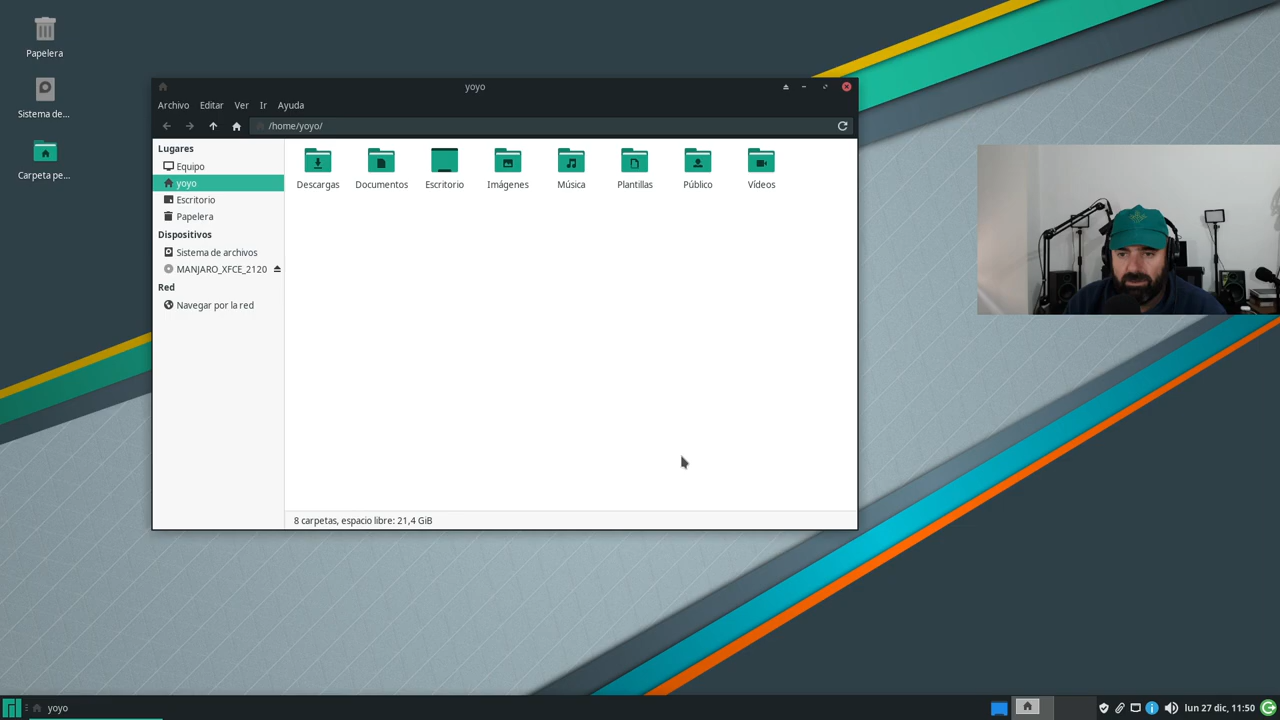 Papelera
Sistema de...
Carpeta pe...
yoyo
Archivo Editar Ver Ir Ayuda
/home/yoyo/
Lugares
Equipo
yoyo
Escritorio
Papelera
Dispositivos
Sistema de archivos
MANJARO_XFCE_2120
Red
Navegar por la red
Descargas Documentos Escritorio Imágenes Música Plantillas Público Vídeos
8 carpetas, espacio libre: 21,4 GiB
yoyo
lun 27 dic, 11:50